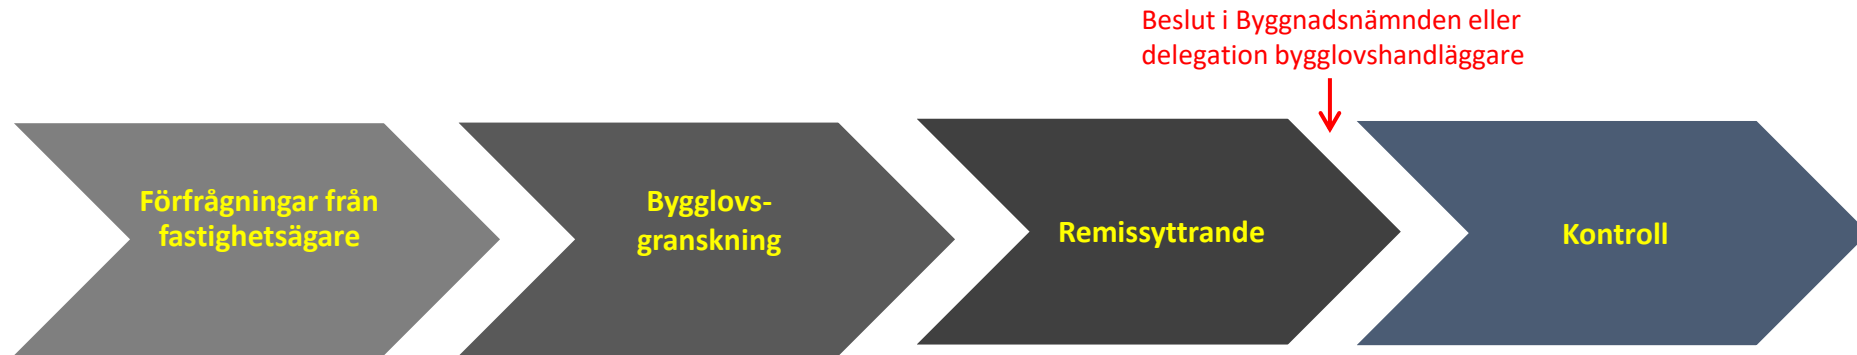 Beslut i Byggnadsnämnden eller
delegation bygglovshandläggare
Förfrågningar från
fastighetsägare
Bygglovs-
granskning
Remissyttrande
Kontroll